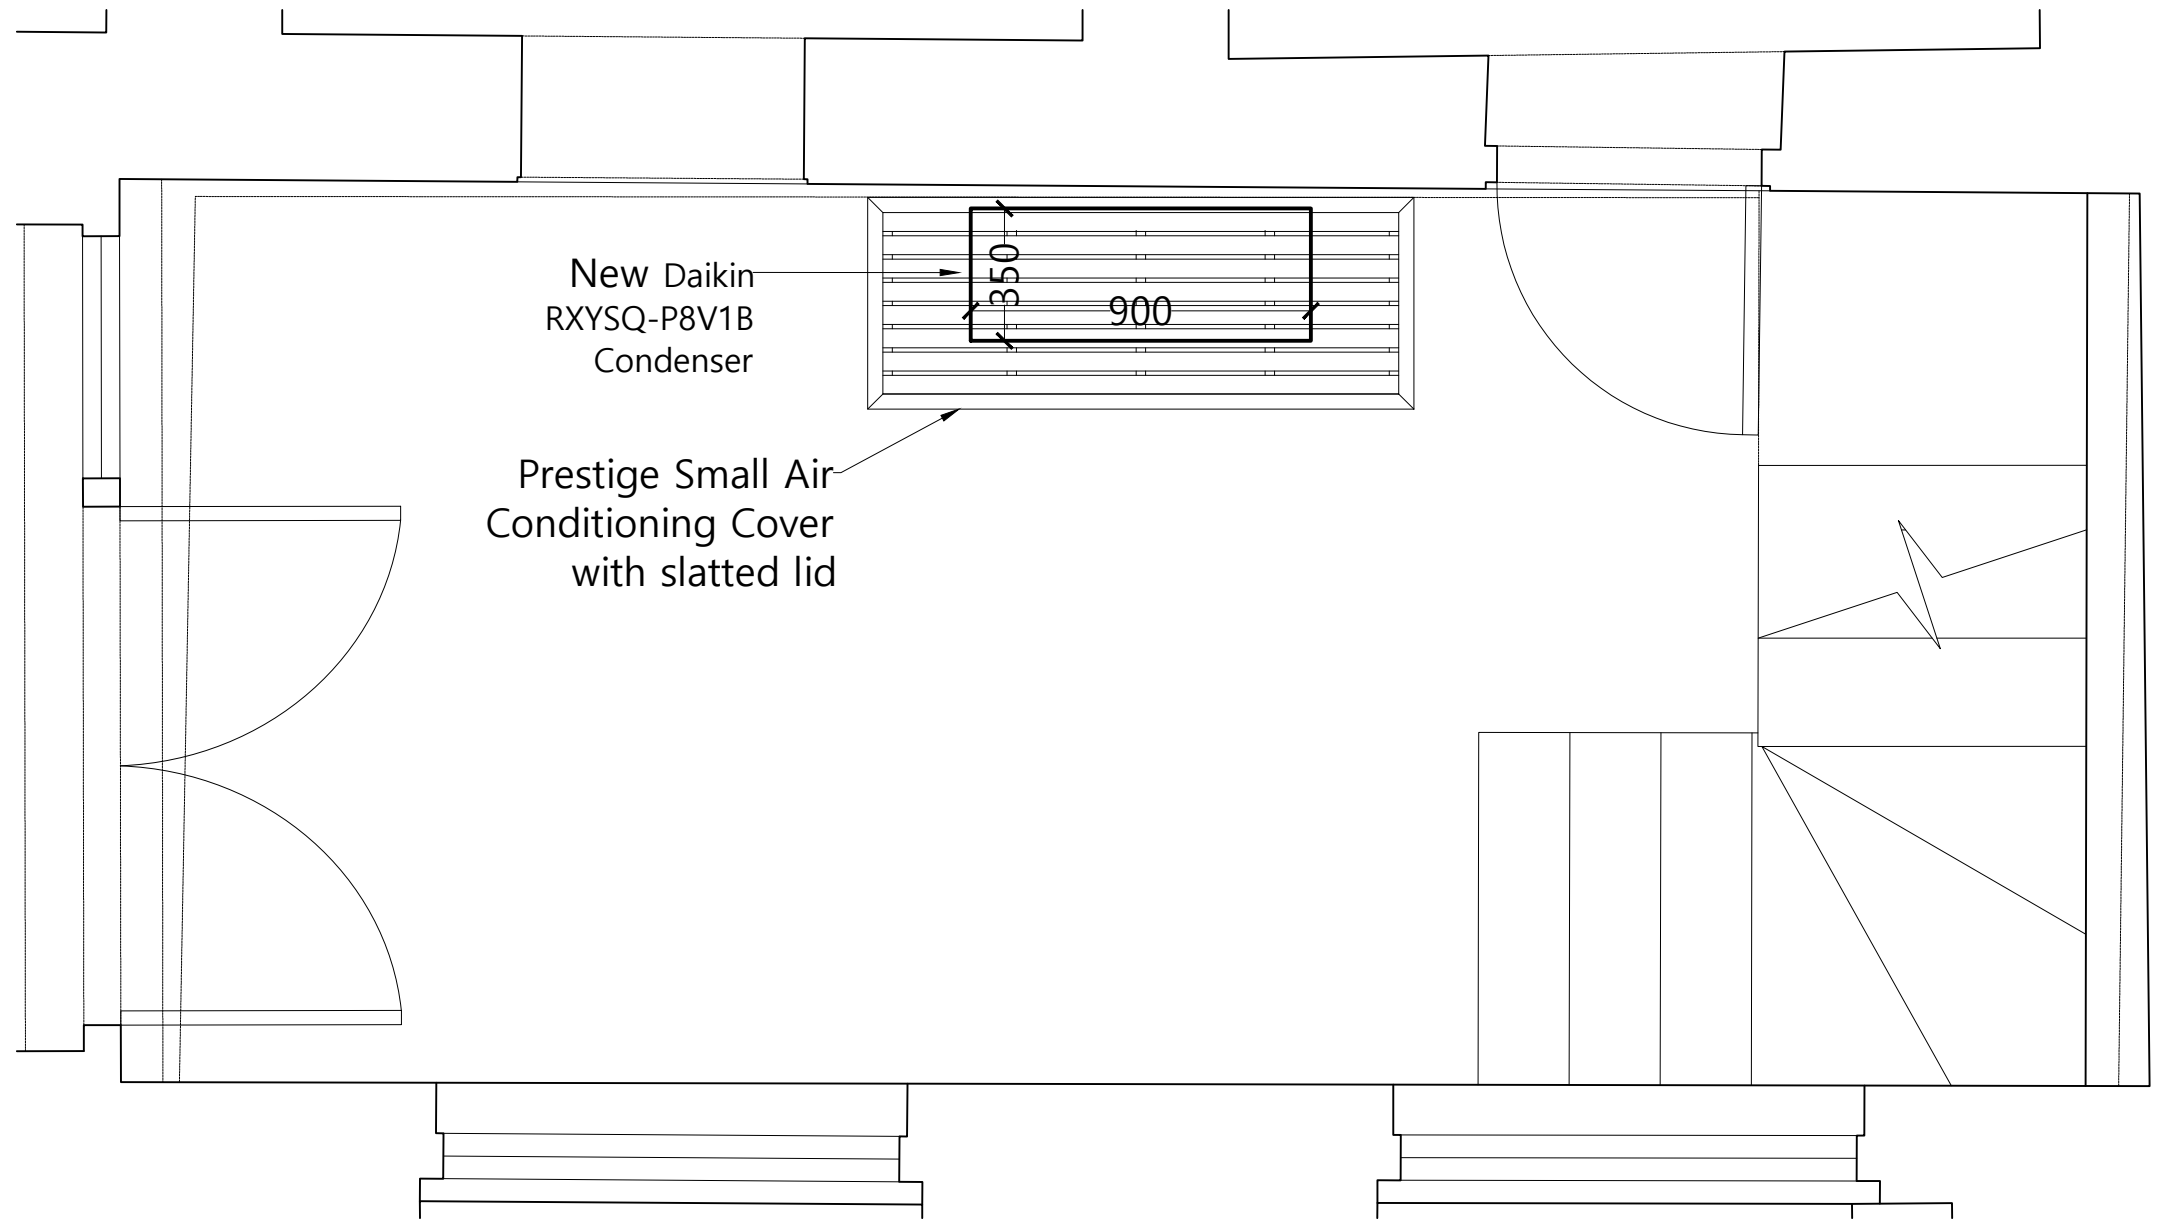 New Daikin
RXYSQ-P8V1B
Condenser
350
900
Prestige Small Air
Conditioning Cover
with slatted lid